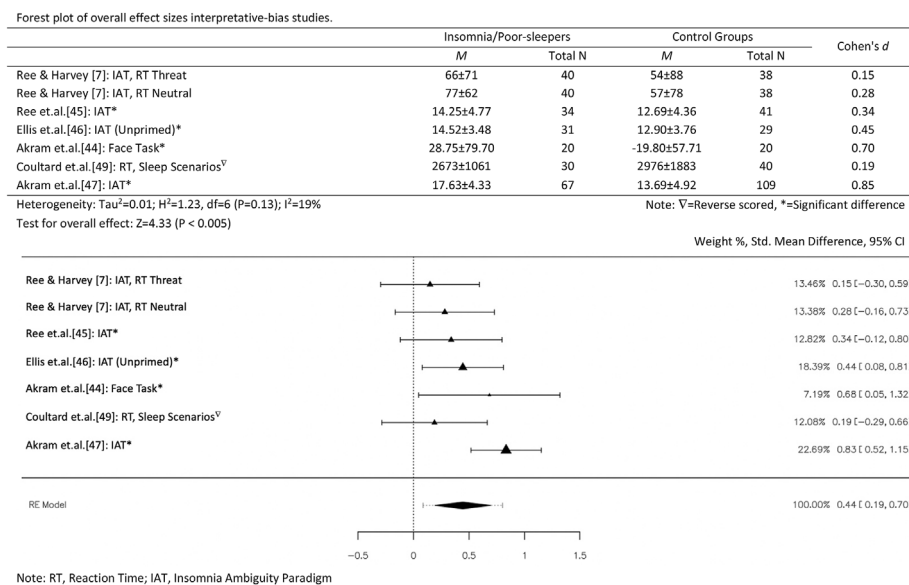 Forest plot of overall effect sizes interpretative-bias studies.
Insomnia/Poor-sleepers Control Groups Cohen's d
M Total N M Total N
Ree & Harvey [7]: IAT, RT Threat 66±71 40 54±88 38 0.15
Ree & Harvey [7]: IAT, RT Neutral 77±62 40 57±78 38 0.28
Ree et.al.[45]: IAT* 14.25±4.77 34 12.69±4.36 41 0.34
Ellis et.al.[46]: IAT (Unprimed)* 14.52±3.48 31 12.90±3.76 29 0.45
Akram et.al.[44]: Face Task* 28.75±79.70 20 -19.80±57.71 20 0.70
Coultard et.al.[49]: RT, Sleep Scenarios∇ 2673±1061 30 2976±1883 40 0.19
Akram et.al.[47]: IAT* 17.63±4.33 67 13.69±4.92 109 0.85
Heterogeneity: Tau²=0.01; H²=1.23, df=6 (P=0.13); I²=19% Note: ∇=Reverse scored, *=Significant difference
Test for overall effect: Z=4.33 (P < 0.005)
Weight %, Std. Mean Difference, 95% CI
Ree & Harvey [7]: IAT, RT Threat 13.46% 0.15 [−0.30, 0.59
Ree & Harvey [7]: IAT, RT Neutral 13.38% 0.28 [−0.16, 0.73
Ree et.al.[45]: IAT* 12.82% 0.34 [−0.12, 0.80
Ellis et.al.[46]: IAT (Unprimed)* 18.39% 0.44 [0.08, 0.81
Akram et.al.[44]: Face Task* 7.19% 0.68 [0.05, 1.32
Coultard et.al.[49]: RT, Sleep Scenarios∇ 12.08% 0.19 [−0.29, 0.66
Akram et.al.[47]: IAT* 22.69% 0.83 [0.52, 1.15
RE Model 100.00% 0.44 [0.19, 0.70
−0.5 0 0.5 1 1.5
Note: RT, Reaction Time; IAT, Insomnia Ambiguity Paradigm